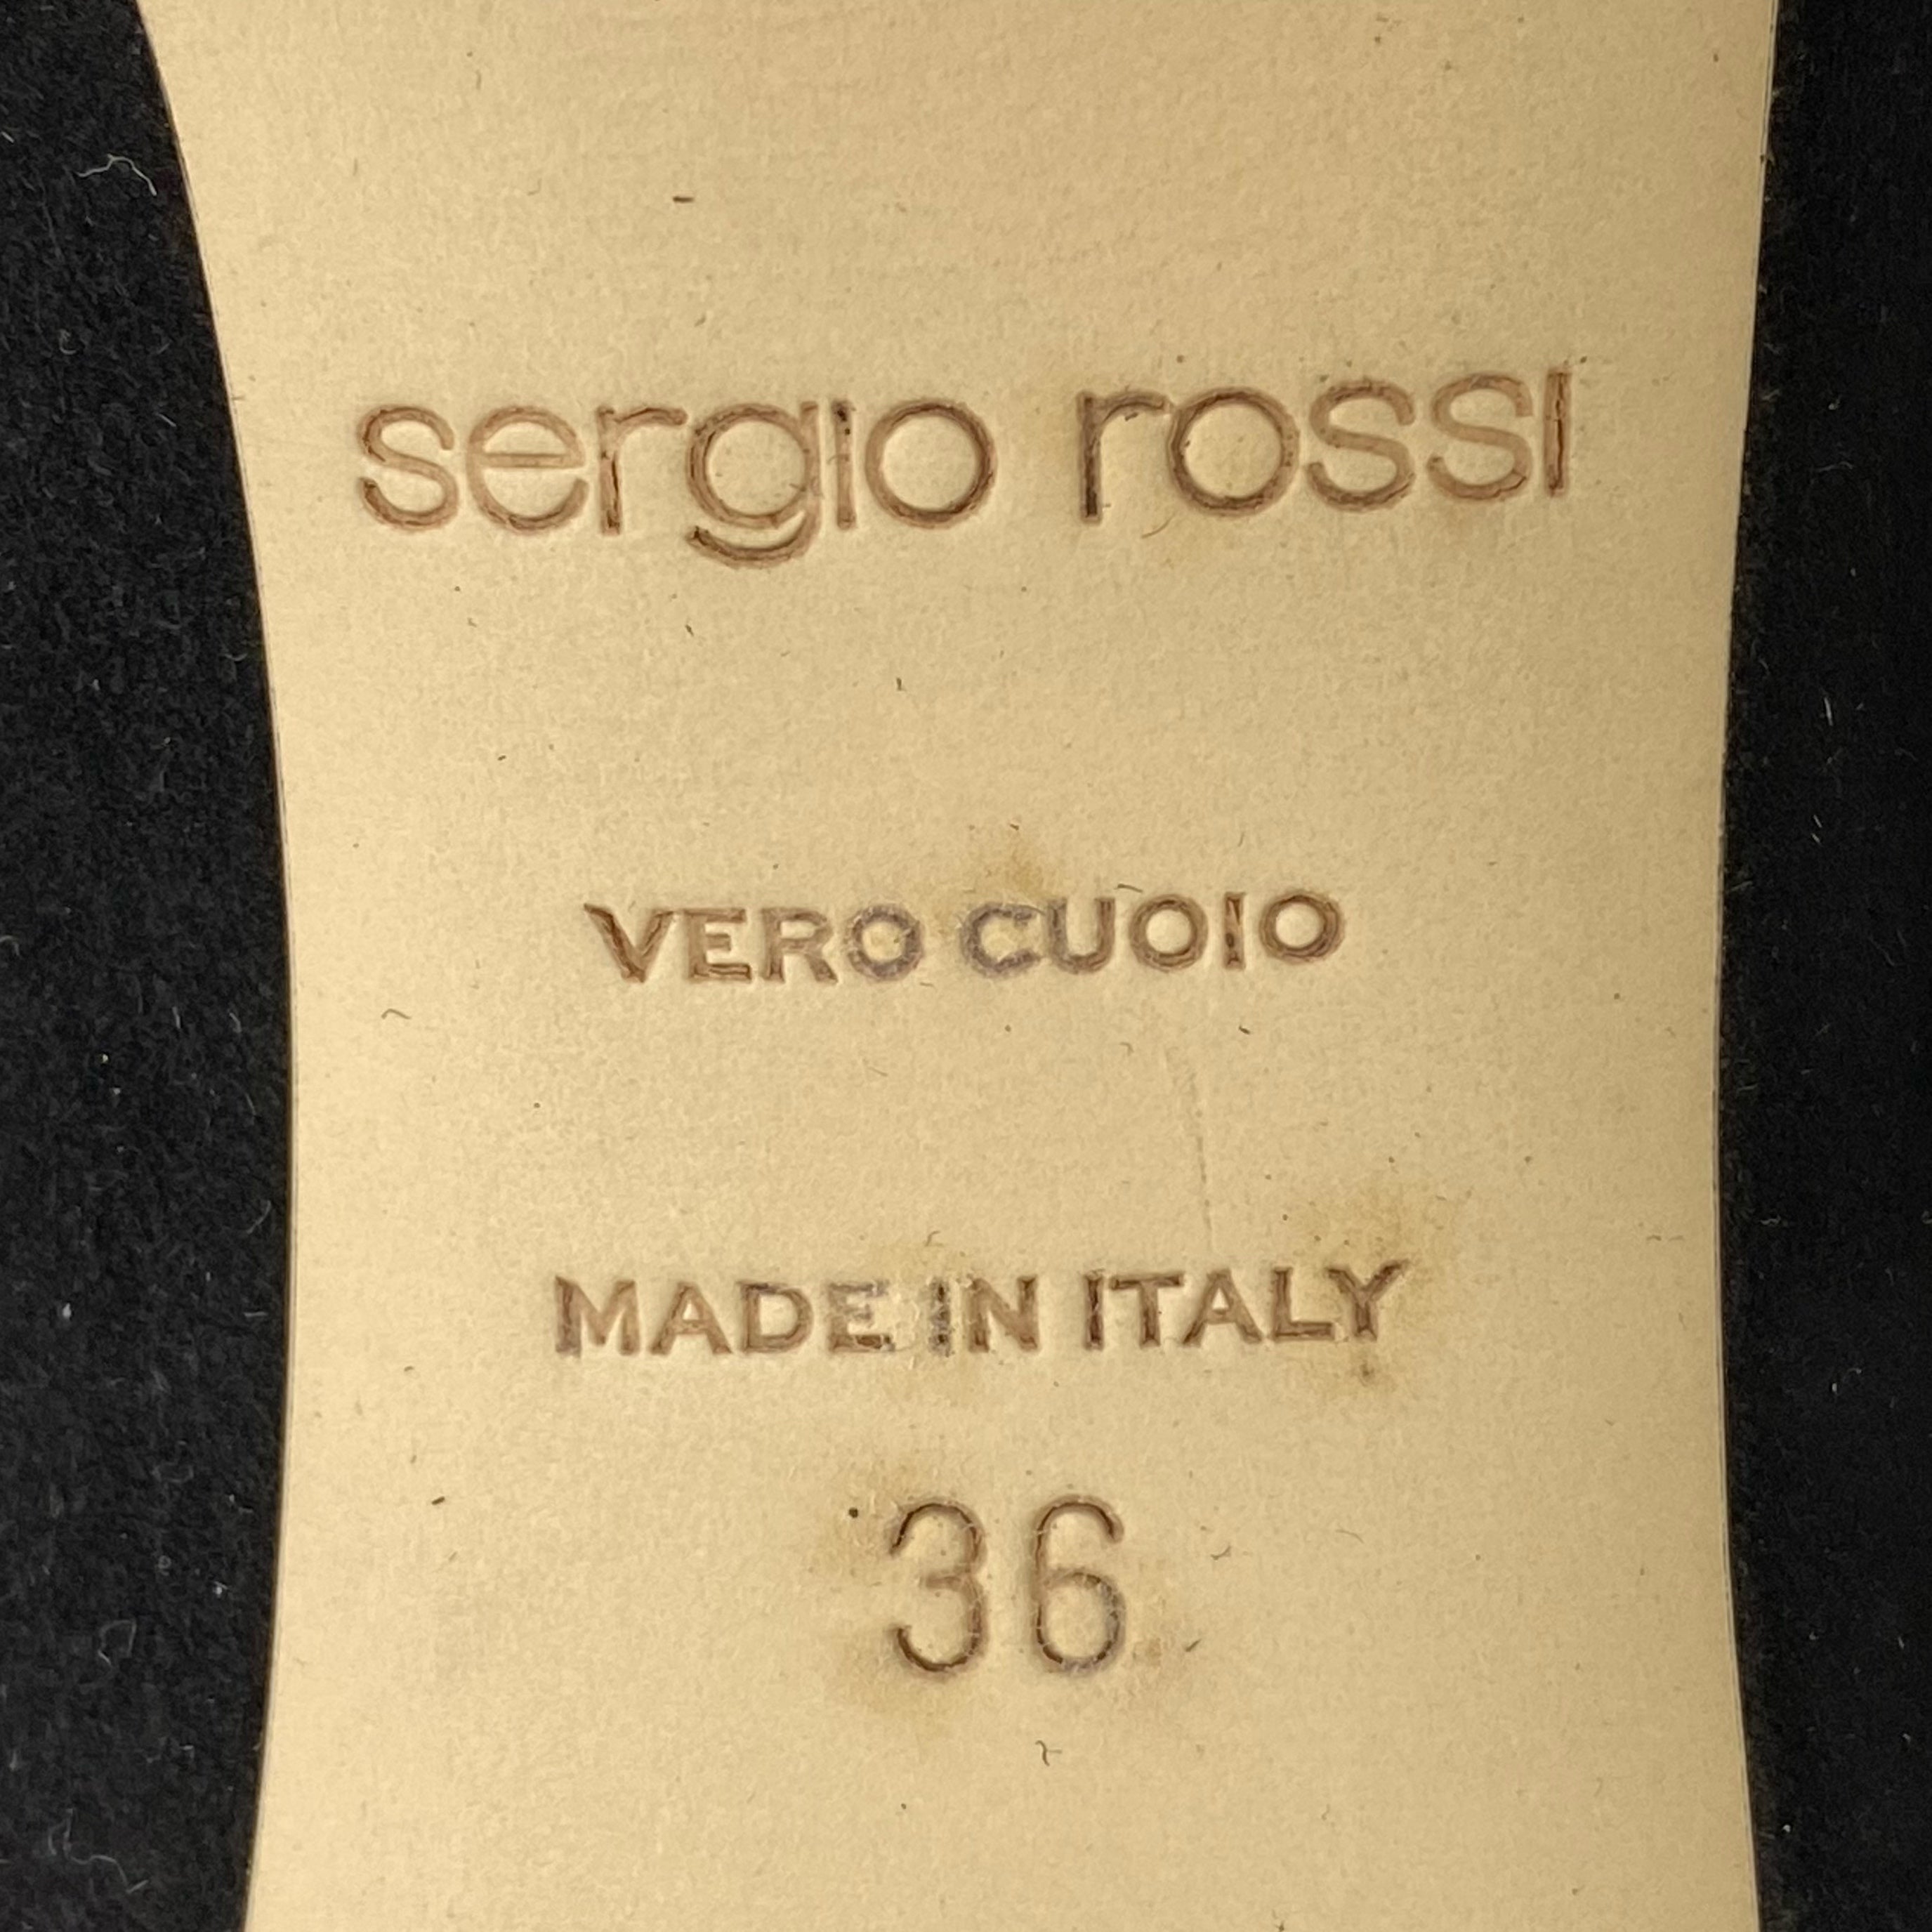 sergio rossi
VERO CUOIO
MADE IN ITALY
36